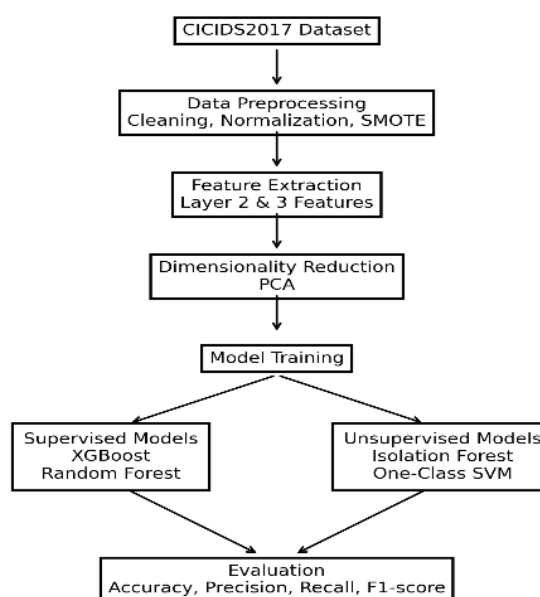 CICIDS2017 Dataset
Data Preprocessing
Cleaning, Normalization, SMOTE
Feature Extraction
Layer 2 & 3 Features
Dimensionality Reduction
PCA
Model Training
Supervised Models
XGBoost
Random Forest
Unsupervised Models
Isolation Forest
One-Class SVM
Evaluation
Accuracy, Precision, Recall, F1-score